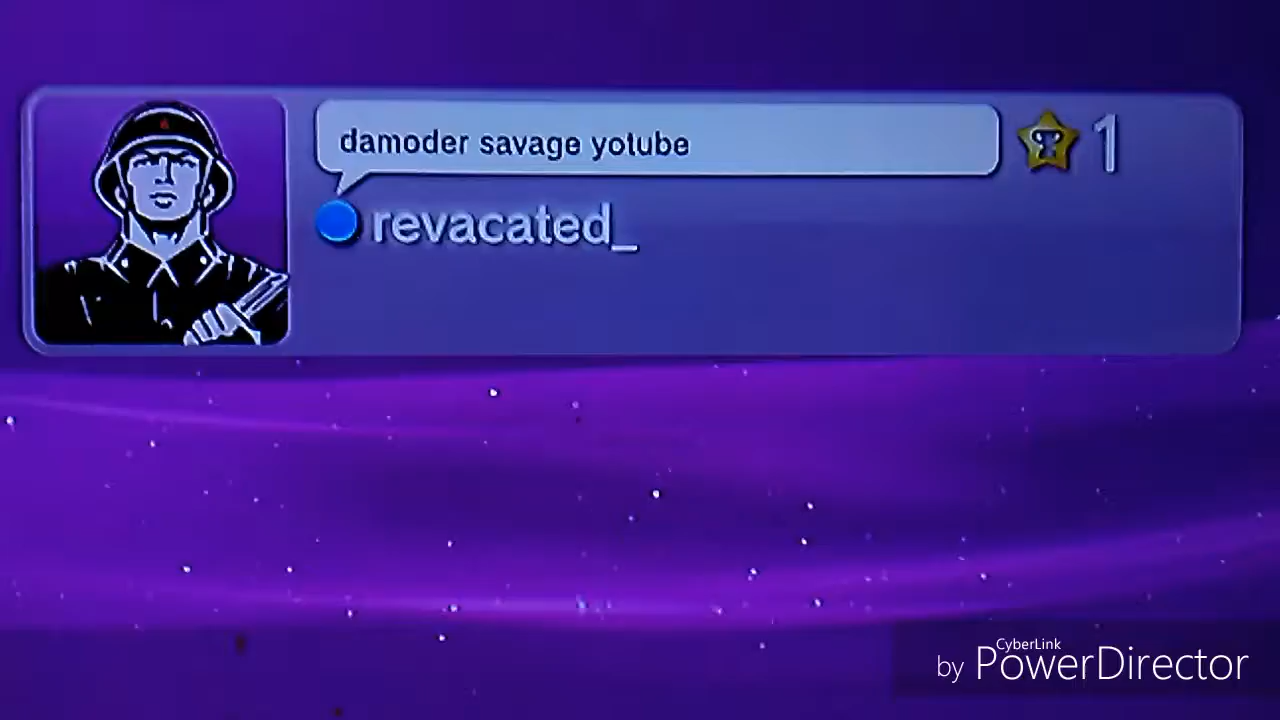 damoder savage yotube
1
revacated_
CyberLink
by PowerDirector